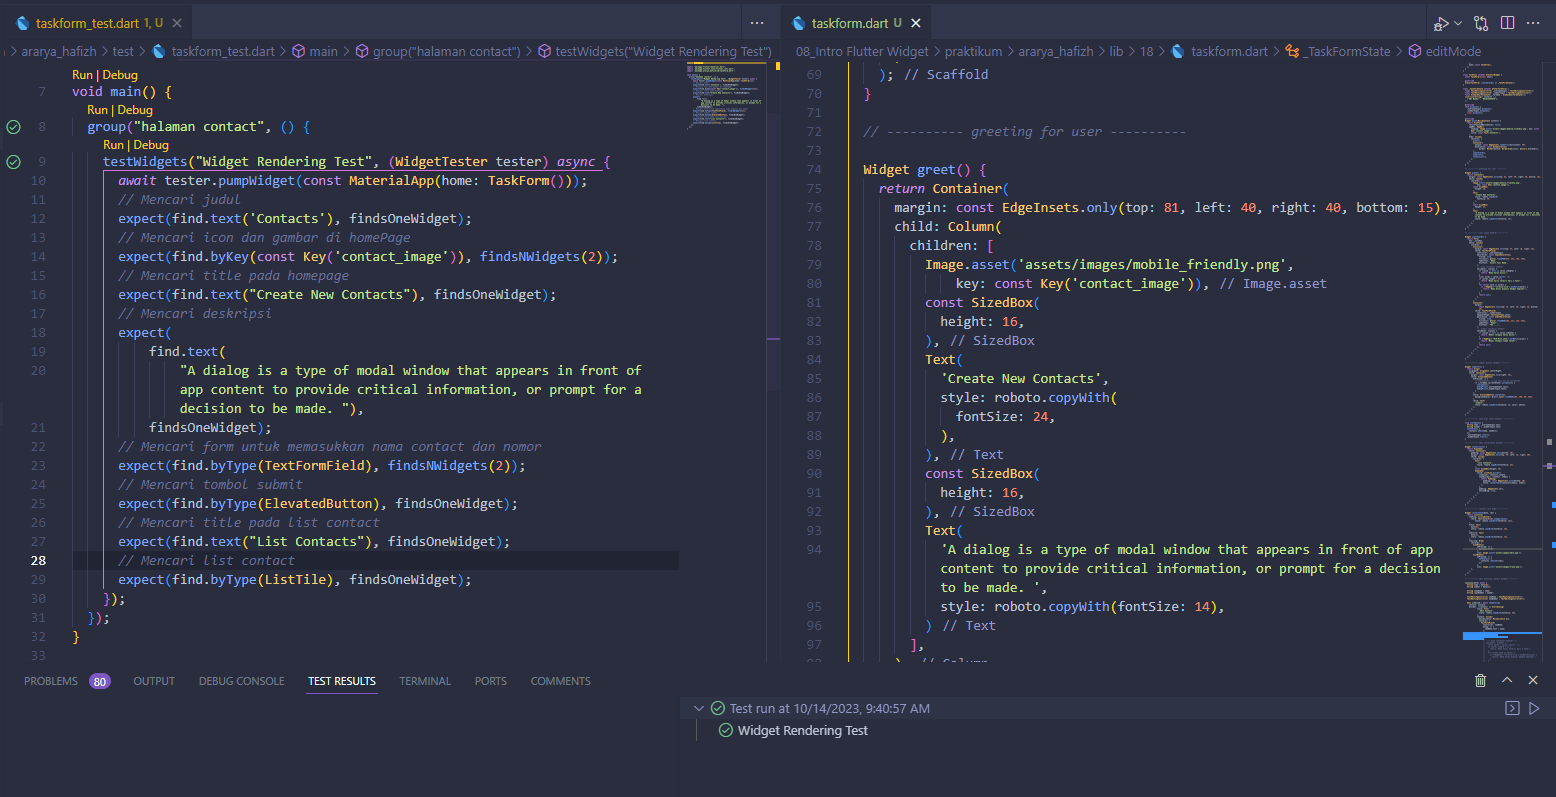 taskform_test.dart 1, U
ararya_hafizh > test > taskform_test.dart > main > group("halaman contact") > testWidgets("Widget Rendering Test")
Run | Debug
7 void main() {
Run | Debug
8 group("halaman contact", () {
Run | Debug
9 testWidgets("Widget Rendering Test", (WidgetTester tester) async {
10 await tester.pumpWidget(const MaterialApp(home: TaskForm()));
11 // Mencari judul
12 expect(find.text('Contacts'), findsOneWidget);
13 // Mencari icon dan gambar di homePage
14 expect(find.byKey(const Key('contact_image')), findsNWidgets(2));
15 // Mencari title pada homepage
16 expect(find.text("Create New Contacts"), findsOneWidget);
17 // Mencari deskripsi
18 expect(
19 find.text(
20 "A dialog is a type of modal window that appears in front of
app content to provide critical information, or prompt for a
decision to be made. "),
21 findsOneWidget);
22 // Mencari form untuk memasukkan nama contact dan nomor
23 expect(find.byType(TextFormField), findsNWidgets(2));
24 // Mencari tombol submit
25 expect(find.byType(ElevatedButton), findsOneWidget);
26 // Mencari title pada list contact
27 expect(find.text("List Contacts"), findsOneWidget);
28 // Mencari list contact
29 expect(find.byType(ListTile), findsOneWidget);
30 });
31 });
32 }
33
taskform.dart U
08_Intro Flutter Widget > praktikum > ararya_hafizh > lib > 18 > taskform.dart > _TaskFormState > editMode
69 ); // Scaffold
70 }
71
72 // ---------- greeting for user ----------
73
74 Widget greet() {
75 return Container(
76 margin: const EdgeInsets.only(top: 81, left: 40, right: 40, bottom: 15),
77 child: Column(
78 children: [
79 Image.asset('assets/images/mobile_friendly.png',
80 key: const Key('contact_image')), // Image.asset
81 const SizedBox(
82 height: 16,
83 ), // SizedBox
84 Text(
85 'Create New Contacts',
86 style: roboto.copyWith(
87 fontSize: 24,
88 ),
89 ), // Text
90 const SizedBox(
91 height: 16,
92 ), // SizedBox
93 Text(
94 'A dialog is a type of modal window that appears in front of app
content to provide critical information, or prompt for a decision
to be made. ',
95 style: roboto.copyWith(fontSize: 14),
96 ) // Text
97 ],
98 ) // Column
PROBLEMS 80 OUTPUT DEBUG CONSOLE TEST RESULTS TERMINAL PORTS COMMENTS
Test run at 10/14/2023, 9:40:57 AM
Widget Rendering Test